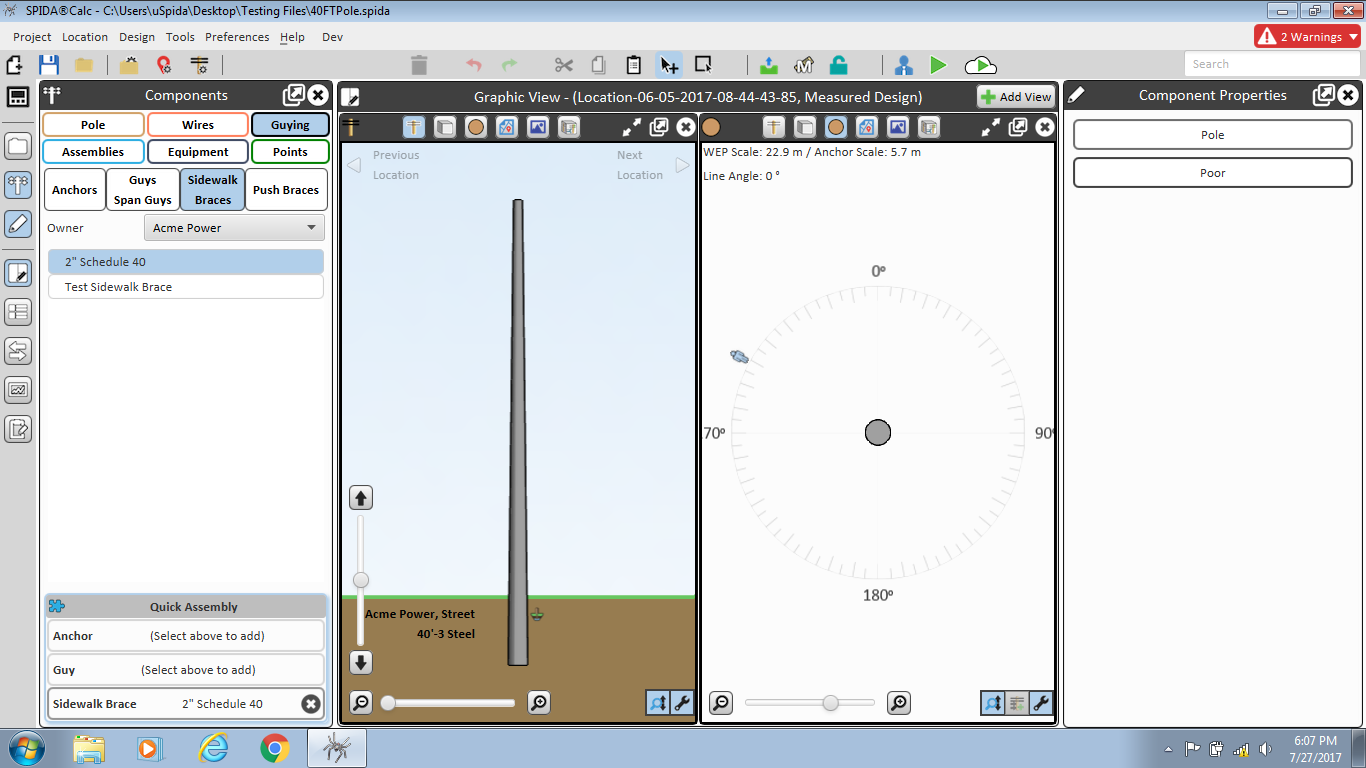 SPIDA®Calc - C:\Users\uSpida\Desktop\Testing Files\40FTPole.spida
Project Location Design Tools Preferences Help Dev
2 Warnings
Search
Components
Pole Wires Guying
Assemblies Equipment Points
Anchors
Guys
Span Guys
Sidewalk
Braces
Push Braces
Owner Acme Power
2" Schedule 40
Test Sidewalk Brace
Quick Assembly
Anchor (Select above to add)
Guy (Select above to add)
Sidewalk Brace 2" Schedule 40
Graphic View - (Location-06-05-2017-08-44-43-85, Measured Design)
Add View
Previous
Location
Next
Location
Acme Power, Street
40'-3 Steel
WEP Scale: 22.9 m / Anchor Scale: 5.7 m
Line Angle: 0 °
0º
70º
90º
180º
Component Properties
Pole
Poor
6:07 PM
7/27/2017